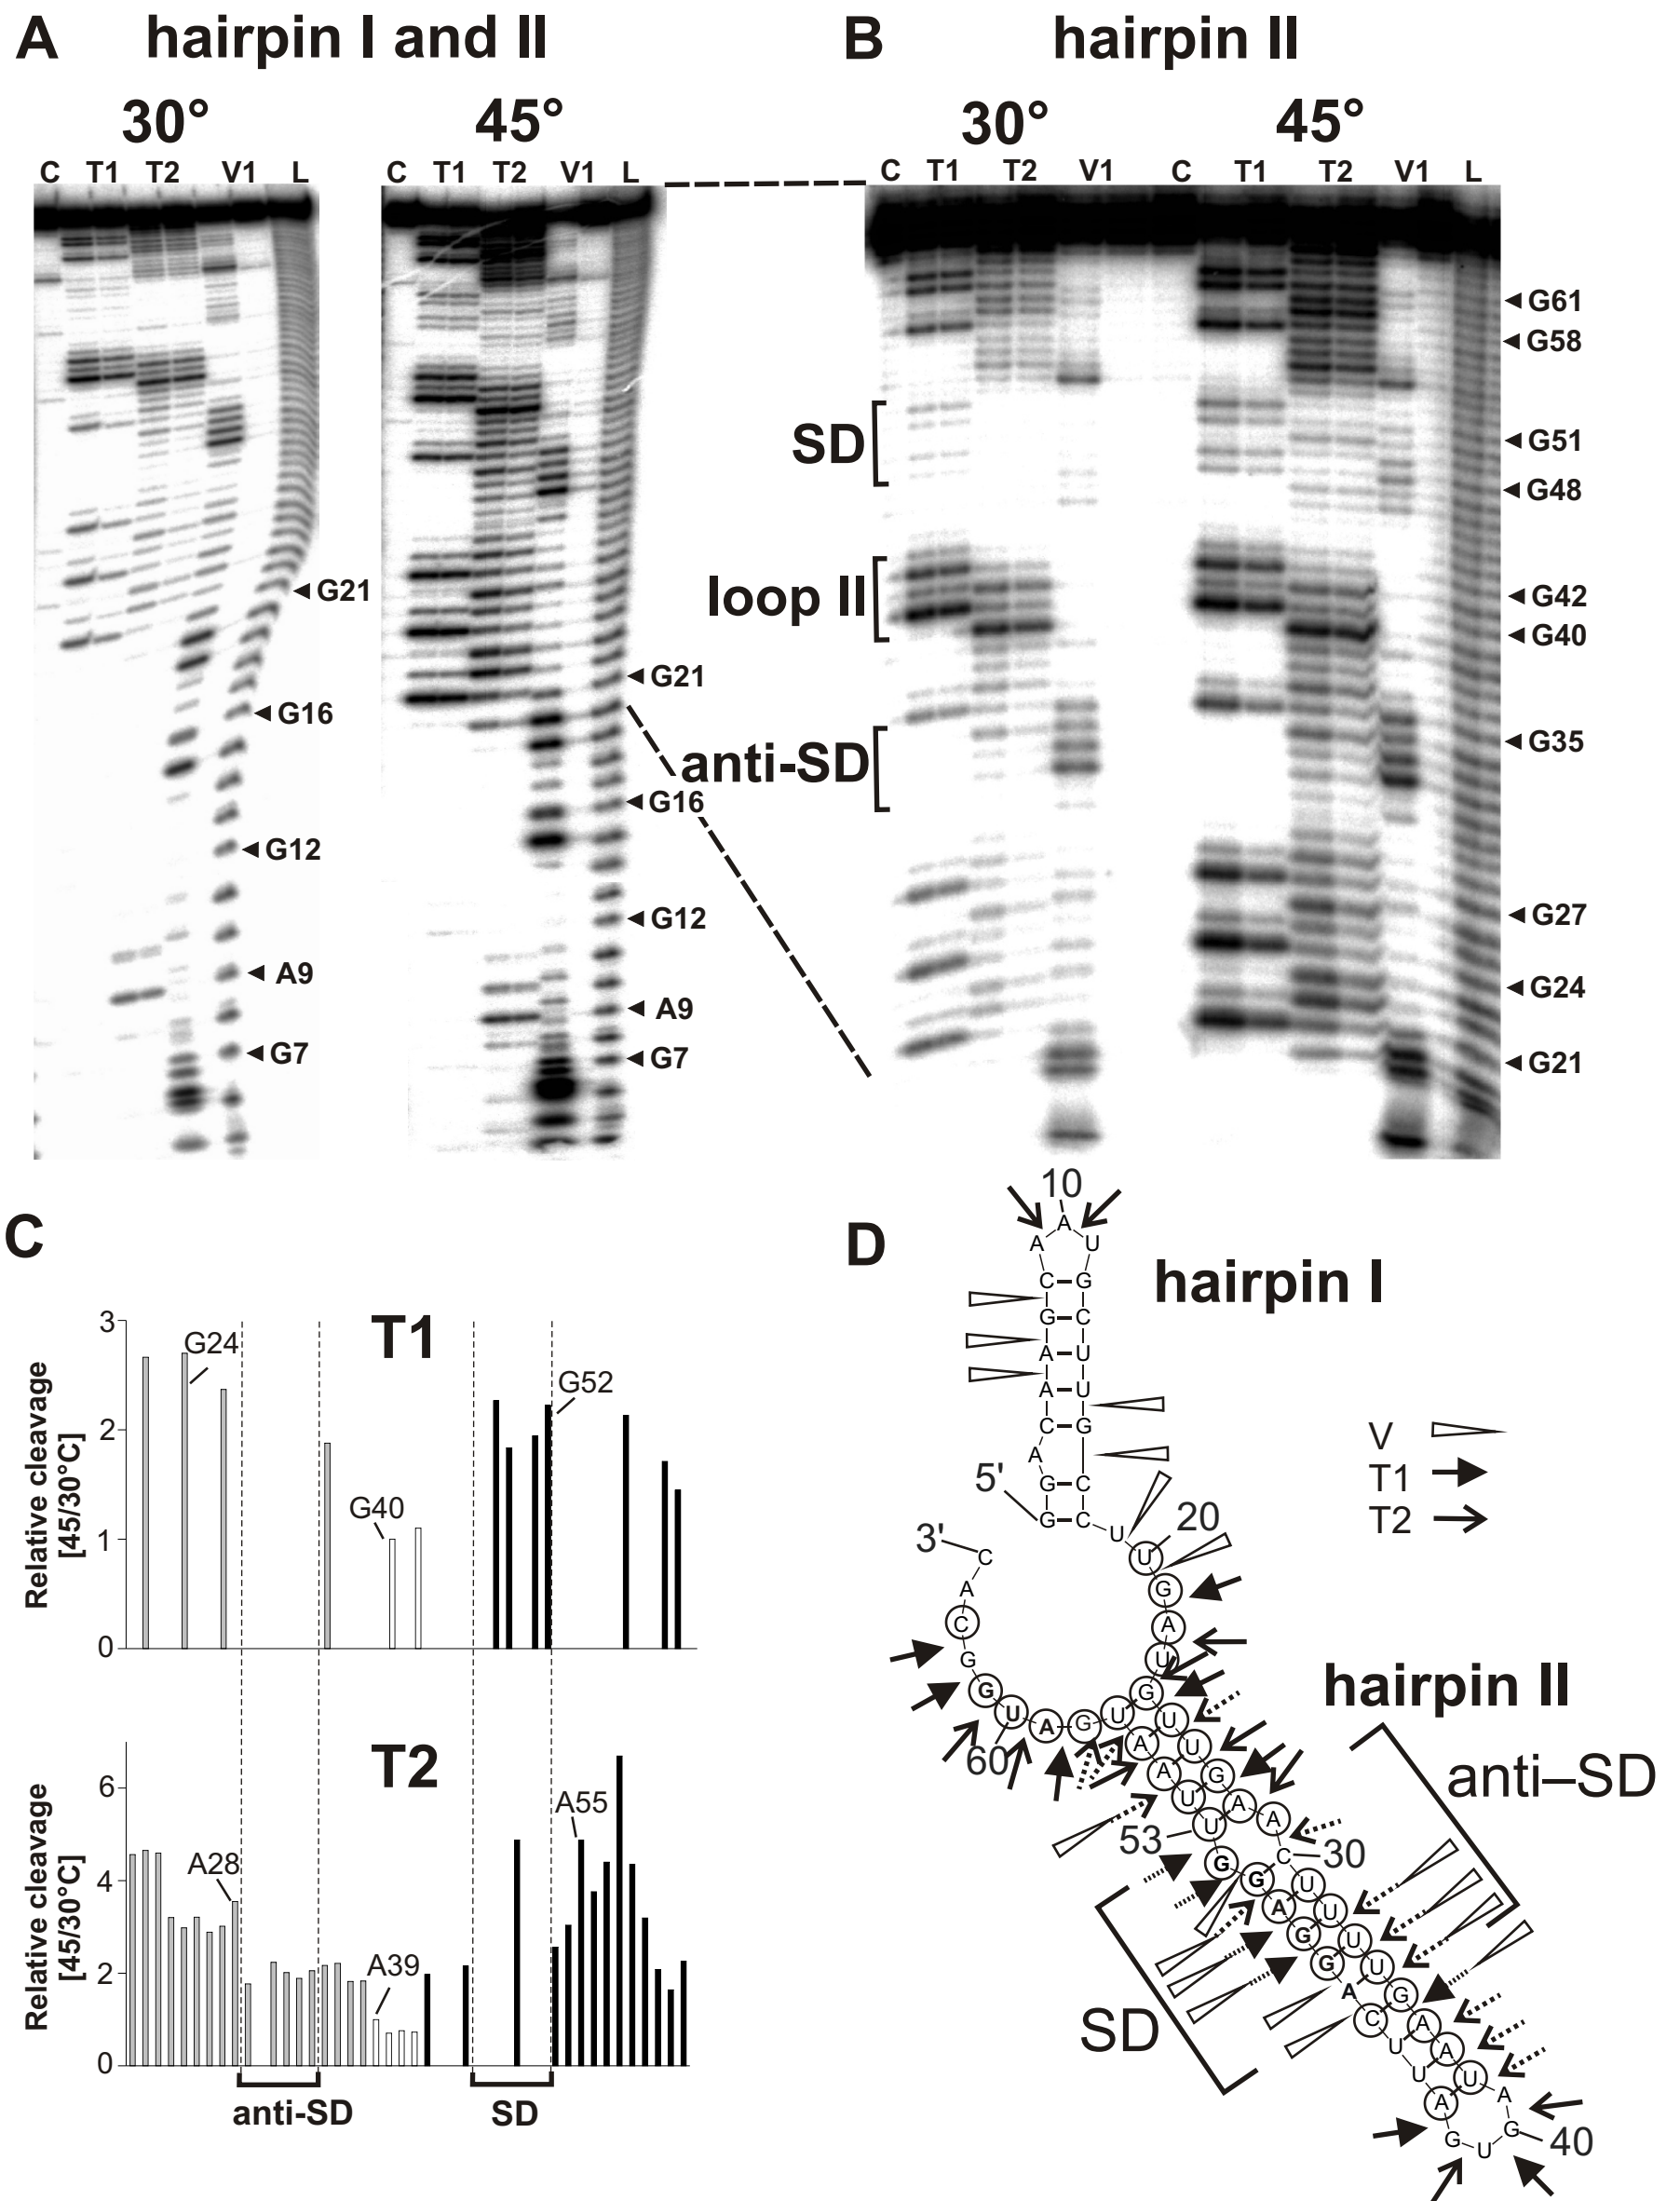 A hairpin I and II
30° 45°
C T1 T2 V1 L C T1 T2 V1 L
G21
G16
G12
A9
G7
G21
G16
G12
A9
G7
B hairpin II
30° 45°
C T1 T2 V1 C T1 T2 V1 L
SD
loop II
anti-SD
G61
G58
G51
G48
G42
G40
G35
G27
G24
G21
C
T1
Relative cleavage
[45/30°C]
3
2
1
0
G24
G40
G52
T2
Relative cleavage
[45/30°C]
6
4
2
0
A28
A39
A55
anti-SD SD
D
hairpin I
10
A
A U
C G
G C
A U
A U
C G
A
G C
5' G C
U
20
U
G
A
U
G
U
U
G
A
A
C 30
U
U
U
U
G
A
A
U
A
G 40
U
G
A
U
U
C
A
G
G
A
G
G
53 U
U
A
A
U
G
A
U 60
G
G
C
A
3' C
V
T1
T2
hairpin II
anti–SD
SD